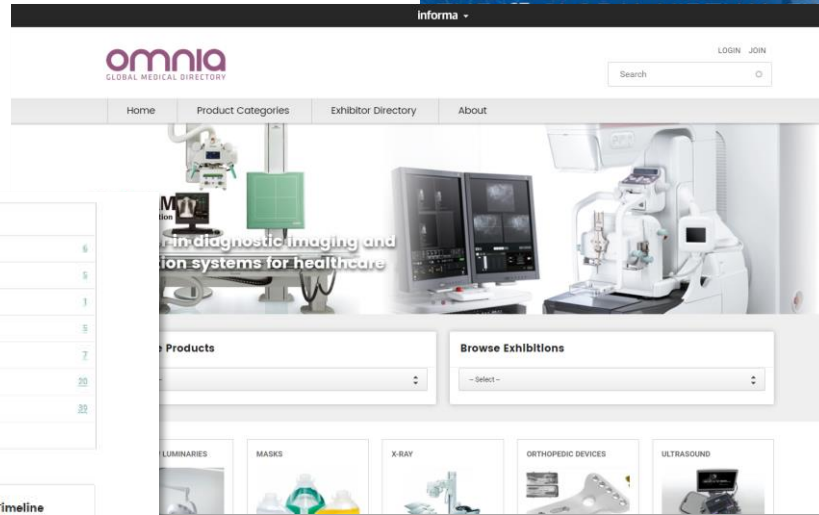 informa
omnia
GLOBAL MEDICAL DIRECTORY
LOGIN JOIN
Search
Home Product Categories Exhibitor Directory About
in diagnostic imaging and
ion systems for healthcare
6
5
1
5
7
20
39
Products Browse Exhibitions
-- Select --
LUMINARIES MASKS X-RAY ORTHOPEDIC DEVICES ULTRASOUND
Timeline